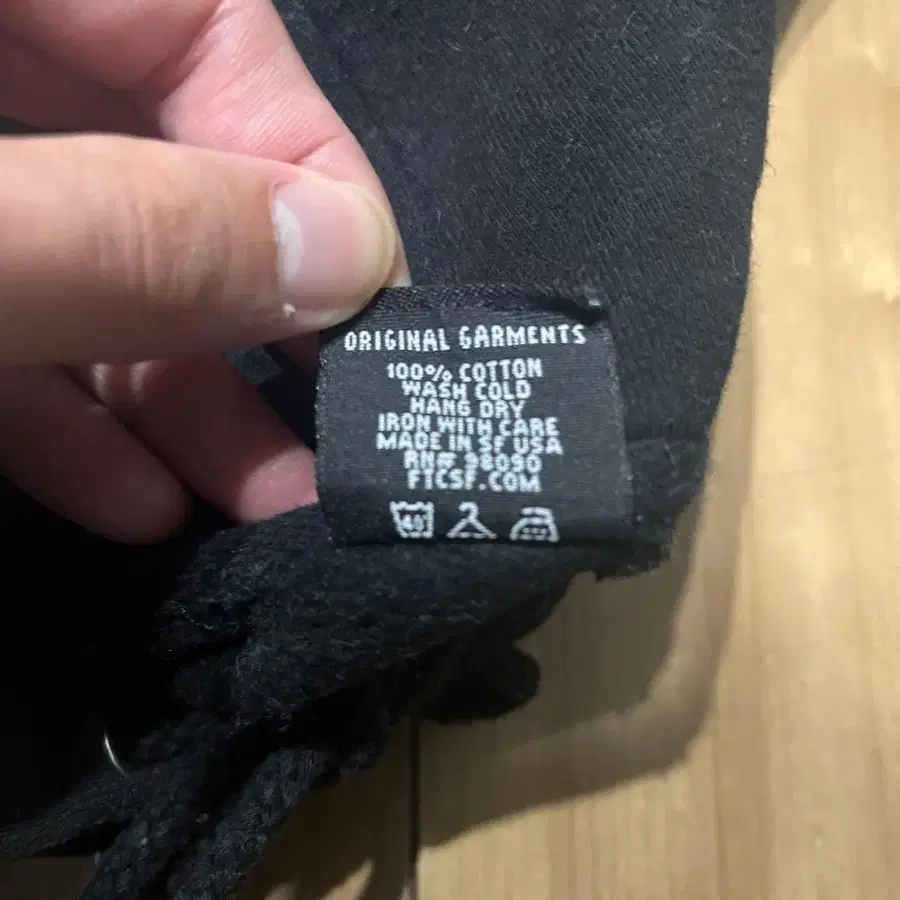 ORIGINAL GARMENTS
100% COTTON
WASH COLD
HANG DRY
IRON WITH CARE
MADE IN SF USA
RN# 98090
FTCSF.COM
40